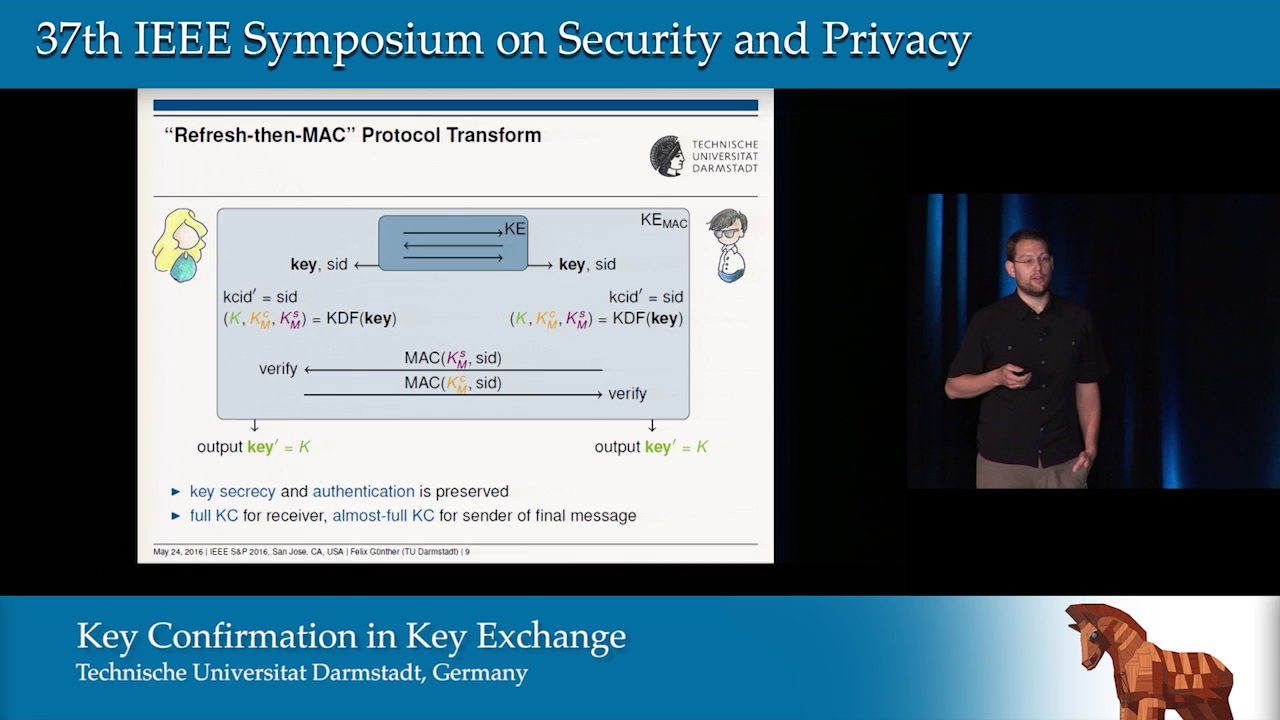 37th IEEE Symposium on Security and Privacy
“Refresh-then-MAC” Protocol Transform
TECHNISCHE
UNIVERSITÄT
DARMSTADT
KE
KE_MAC
key, sid
key, sid
kcid′ = sid
kcid′ = sid
(K, K_M^c, K_M^s) = KDF(key)
(K, K_M^c, K_M^s) = KDF(key)
MAC(K_M^s, sid)
verify
MAC(K_M^c, sid)
verify
output key′ = K
output key′ = K
► key secrecy and authentication is preserved
► full KC for receiver, almost-full KC for sender of final message
May 24, 2016 | IEEE S&P 2016, San Jose, CA, USA | Felix Günther (TU Darmstadt) | 9
Key Confirmation in Key Exchange
Technische Universitat Darmstadt, Germany